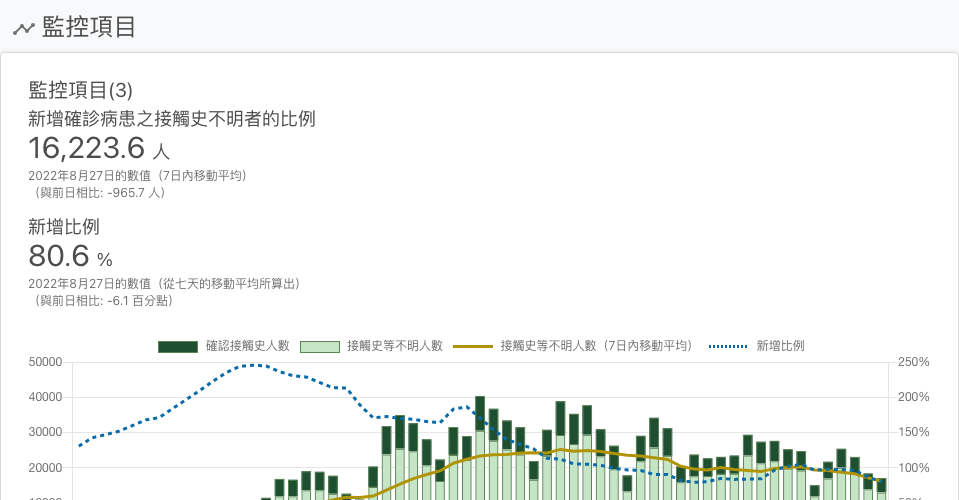 監控項目
監控項目(3)
新增確診病患之接觸史不明者的比例
16,223.6 人
2022年8月27日的數值（7日內移動平均）
（與前日相比: -965.7 人）
新增比例
80.6 %
2022年8月27日的數值（從七天的移動平均所算出）
（與前日相比: -6.1 百分點）
確認接觸史人數 接觸史等不明人數 接觸史等不明人數（7日內移動平均） 新增比例
50000 250%
40000 200%
30000 150%
20000 100%